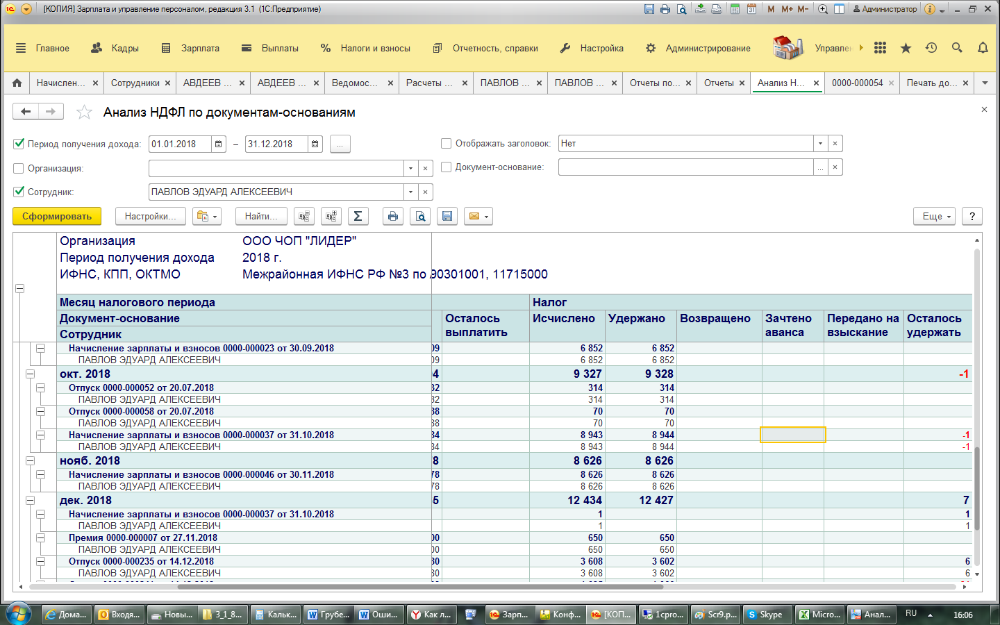 [КОПИЯ] Зарплата и управление персоналом, редакция 3.1 (1С:Предприятие)
M M+ M- Администратор
Главное Кадры Зарплата Выплаты Налоги и взносы Отчетность, справки Настройка Администрирование Управлен
Начислен... Сотрудники АВДЕЕВ ... АВДЕЕВ ... Ведомос... Расчеты ... ПАВЛОВ ... ПАВЛОВ ... Отчеты по... Отчеты Анализ Н... 0000-000054 Печать до...
Анализ НДФЛ по документам-основаниям
Период получения дохода: 01.01.2018 – 31.12.2018 ... Отображать заголовок: Нет
Организация: Документ-основание: ...
Сотрудник: ПАВЛОВ ЭДУАРД АЛЕКСЕЕВИЧ
Сформировать Настройки... Найти... Σ Еще ?
Организация ООО ЧОП "ЛИДЕР"
Период получения дохода 2018 г.
ИФНС, КПП, ОКТМО Межрайонная ИФНС РФ №3 по 90301001, 11715000
Месяц налогового периода Налог
Документ-основание Осталось выплатить Исчислено Удержано Возвращено Зачтено аванса Передано на взыскание Осталось удержать
Сотрудник
Начисление зарплаты и взносов 0000-000023 от 30.09.2018 09 6 852 6 852
ПАВЛОВ ЭДУАРД АЛЕКСЕЕВИЧ 09 6 852 6 852
окт. 2018 4 9 327 9 328 -1
Отпуск 0000-000052 от 20.07.2018 32 314 314
ПАВЛОВ ЭДУАРД АЛЕКСЕЕВИЧ 32 314 314
Отпуск 0000-000058 от 20.07.2018 38 70 70
ПАВЛОВ ЭДУАРД АЛЕКСЕЕВИЧ 38 70 70
Начисление зарплаты и взносов 0000-000037 от 31.10.2018 34 8 943 8 944 -1
ПАВЛОВ ЭДУАРД АЛЕКСЕЕВИЧ 34 8 943 8 944 -1
нояб. 2018 8 8 626 8 626
Начисление зарплаты и взносов 0000-000046 от 30.11.2018 78 8 626 8 626
ПАВЛОВ ЭДУАРД АЛЕКСЕЕВИЧ 78 8 626 8 626
дек. 2018 5 12 434 12 427 7
Начисление зарплаты и взносов 0000-000037 от 31.10.2018 1 1
ПАВЛОВ ЭДУАРД АЛЕКСЕЕВИЧ 1 1
Премия 0000-000007 от 27.11.2018 00 650 650
ПАВЛОВ ЭДУАРД АЛЕКСЕЕВИЧ 00 650 650
Отпуск 0000-000235 от 14.12.2018 30 3 608 3 602 6
ПАВЛОВ ЭДУАРД АЛЕКСЕЕВИЧ 30 3 608 3 602 6
Дома... Входя... Новы... 3_1_8... Кальк... Грубе... Оши... Как л... Зарп... Конф... [КОП... 1cpro... Scr9.p... Skype Micro... Анал... RU 16:06